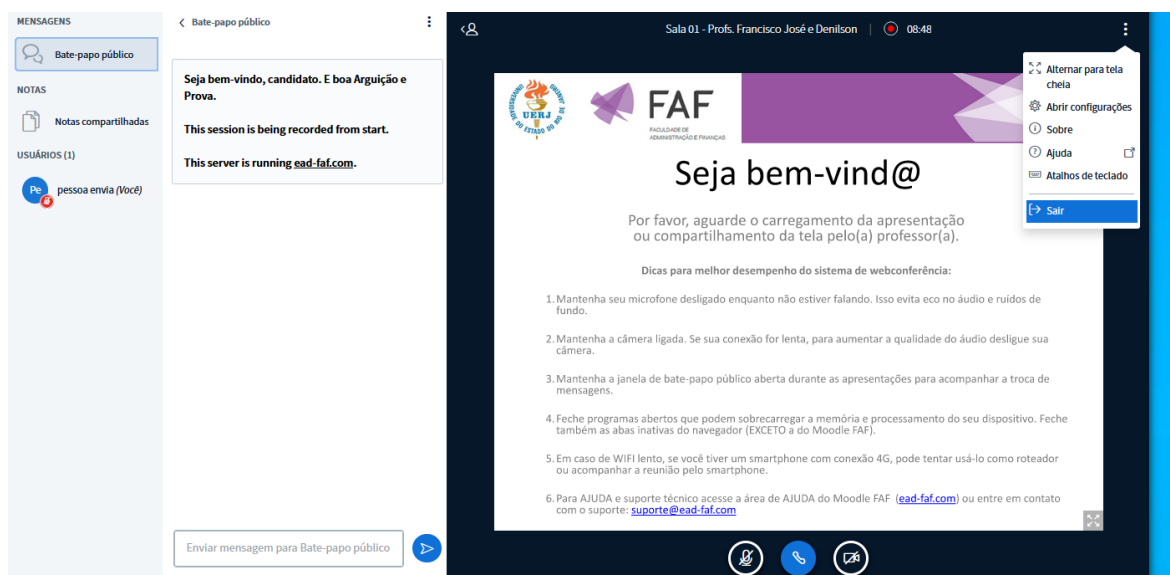 MENSAGENS
Bate-papo público
NOTAS
Notas compartilhadas
USUÁRIOS (1)
Pe
pessoa envia (Você)
Bate-papo público
Seja bem-vindo, candidato. E boa Arguição e
Prova.
This session is being recorded from start.
This server is running ead-faf.com.
Enviar mensagem para Bate-papo público
Sala 01 - Profs. Francisco José e Denilson | 08:48
UERJ
UNIVERSIDADE DO ESTADO DO RIO DE JANEIRO
FAF
FACULDADE DE
ADMINISTRAÇÃO E FINANÇAS
Seja bem-vind@
Por favor, aguarde o carregamento da apresentação
ou compartilhamento da tela pelo(a) professor(a).
Dicas para melhor desempenho do sistema de webconferência:
1. Mantenha seu microfone desligado enquanto não estiver falando. Isso evita eco no áudio e ruídos de
fundo.
2. Mantenha a câmera ligada. Se sua conexão for lenta, para aumentar a qualidade do áudio desligue sua
câmera.
3. Mantenha a janela de bate-papo público aberta durante as apresentações para acompanhar a troca de
mensagens.
4. Feche programas abertos que podem sobrecarregar a memória e processamento do seu dispositivo. Feche
também as abas inativas do navegador (EXCETO a do Moodle FAF).
5. Em caso de WIFI lento, se você tiver um smartphone com conexão 4G, pode tentar usá-lo como roteador
ou acompanhar a reunião pelo smartphone.
6. Para AJUDA e suporte técnico acesse a área de AJUDA do Moodle FAF (ead-faf.com) ou entre em contato
com o suporte: suporte@ead-faf.com
Alternar para tela
cheia
Abrir configurações
Sobre
Ajuda
Atalhos de teclado
Sair